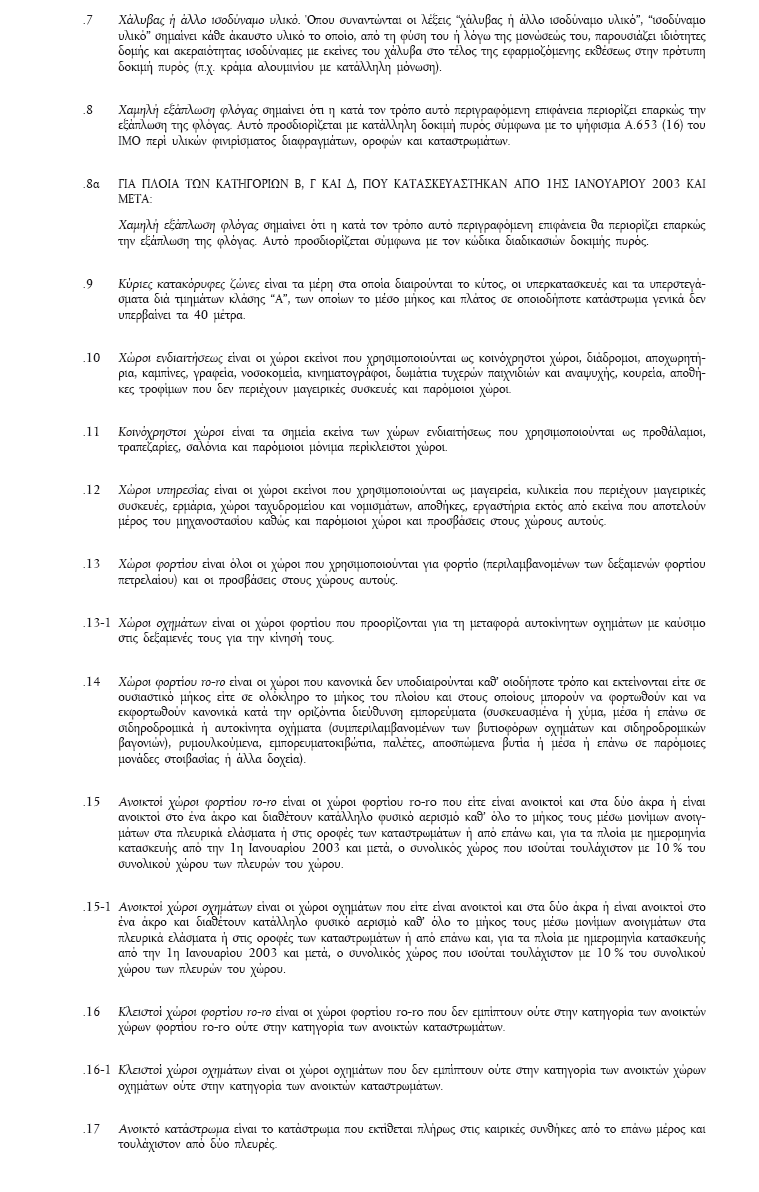 .7 Χάλυβας ή άλλο ισοδύναμο υλικό. Όπου συναντώνται οι λέξεις “χάλυβας ή άλλο ισοδύναμο υλικό”, “ισοδύναμο
υλικό” σημαίνει κάθε άκαυστο υλικό το οποίο, από τη φύση του ή λόγω της μονώσεώς του, παρουσιάζει ιδιότητες
δομής και ακεραιότητας ισοδύναμες με εκείνες του χάλυβα στο τέλος της εφαρμοζόμενης εκθέσεως στην πρότυπη
δοκιμή πυρός (π.χ. κράμα αλουμινίου με κατάλληλη μόνωση).
.8 Χαμηλή εξάπλωση φλόγας σημαίνει ότι η κατά τον τρόπο αυτό περιγραφόμενη επιφάνεια περιορίζει επαρκώς την
εξάπλωση της φλόγας. Αυτό προσδιορίζεται με κατάλληλη δοκιμή πυρός σύμφωνα με το ψήφισμα A.653 (16) του
ΙΜΟ περί υλικών φινιρίσματος διαφραγμάτων, οροφών και καταστρωμάτων.
.8α ΓΙΑ ΠΛΟΙΑ ΤΩΝ ΚΑΤΗΓΟΡΙΩΝ Β, Γ ΚΑΙ Δ, ΠΟΥ ΚΑΤΑΣΚΕΥΑΣΤΗΚΑΝ ΑΠΟ 1ΗΣ ΙΑΝΟΥΑΡΙΟΥ 2003 ΚΑΙ
ΜΕΤΑ:
Χαμηλή εξάπλωση φλόγας σημαίνει ότι η κατά τον τρόπο αυτό περιγραφόμενη επιφάνεια θα περιορίζει επαρκώς
την εξάπλωση της φλόγας. Αυτό προσδιορίζεται σύμφωνα με τον κώδικα διαδικασιών δοκιμής πυρός.
.9 Κύριες κατακόρυφες ζώνες είναι τα μέρη στα οποία διαιρούνται το κύτος, οι υπερκατασκευές και τα υπερστεγά-
σματα διά τμημάτων κλάσης “Α”, των οποίων το μέσο μήκος και πλάτος σε οποιοδήποτε κατάστρωμα γενικά δεν
υπερβαίνει τα 40 μέτρα.
.10 Χώροι ενδιαιτήσεως είναι οι χώροι εκείνοι που χρησιμοποιούνται ως κοινόχρηστοι χώροι, διάδρομοι, αποχωρητή-
ρια, καμπίνες, γραφεία, νοσοκομεία, κινηματογράφοι, δωμάτια τυχερών παιχνιδιών και αναψυχής, κουρεία, αποθή-
κες τροφίμων που δεν περιέχουν μαγειρικές συσκευές και παρόμοιοι χώροι.
.11 Κοινόχρηστοι χώροι είναι τα σημεία εκείνα των χώρων ενδιαιτήσεως που χρησιμοποιούνται ως προθάλαμοι,
τραπεζαρίες, σαλόνια και παρόμοιοι μόνιμα περίκλειστοι χώροι.
.12 Χώροι υπηρεσίας είναι οι χώροι εκείνοι που χρησιμοποιούνται ως μαγειρεία, κυλικεία που περιέχουν μαγειρικές
συσκευές, ερμάρια, χώροι ταχυδρομείου και νομισμάτων, αποθήκες, εργαστήρια εκτός από εκείνα που αποτελούν
μέρος του μηχανοστασίου καθώς και παρόμοιοι χώροι και προσβάσεις στους χώρους αυτούς.
.13 Χώροι φορτίου είναι όλοι οι χώροι που χρησιμοποιούνται για φορτίο (περιλαμβανομένων των δεξαμενών φορτίου
πετρελαίου) και οι προσβάσεις στους χώρους αυτούς.
.13-1 Χώροι οχημάτων είναι οι χώροι φορτίου που προορίζονται για τη μεταφορά αυτοκίνητων οχημάτων με καύσιμο
στις δεξαμενές τους για την κίνησή τους.
.14 Χώροι φορτίου ro-ro είναι οι χώροι που κανονικά δεν υποδιαιρούνται καθ’ οιοδήποτε τρόπο και εκτείνονται είτε σε
ουσιαστικό μήκος είτε σε ολόκληρο το μήκος του πλοίου και στους οποίους μπορούν να φορτωθούν και να
εκφορτωθούν κανονικά κατά την οριζόντια διεύθυνση εμπορεύματα (συσκευασμένα ή χύμα, μέσα ή επάνω σε
σιδηροδρομικά ή αυτοκίνητα οχήματα (συμπεριλαμβανομένων των βυτιοφόρων οχημάτων και σιδηροδρομικών
βαγονιών), ρυμουλκούμενα, εμπορευματοκιβώτια, παλέτες, αποσπώμενα βυτία ή μέσα ή επάνω σε παρόμοιες
μονάδες στοιβασίας ή άλλα δοχεία).
.15 Ανοικτοί χώροι φορτίου ro-ro είναι οι χώροι φορτίου ro-ro που είτε είναι ανοικτοί και στα δύο άκρα ή είναι
ανοικτοί στο ένα άκρο και διαθέτουν κατάλληλο φυσικό αερισμό καθ’ όλο το μήκος τους μέσω μονίμων ανοιγ-
μάτων στα πλευρικά ελάσματα ή στις οροφές των καταστρωμάτων ή από επάνω και, για τα πλοία με ημερομηνία
κατασκευής από την 1η Ιανουαρίου 2003 και μετά, ο συνολικός χώρος που ισούται τουλάχιστον με 10 % του
συνολικού χώρου των πλευρών του χώρου.
.15-1 Ανοικτοί χώροι οχημάτων είναι οι χώροι οχημάτων που είτε είναι ανοικτοί και στα δύο άκρα ή είναι ανοικτοί στο
ένα άκρο και διαθέτουν κατάλληλο φυσικό αερισμό καθ’ όλο το μήκος τους μέσω μονίμων ανοιγμάτων στα
πλευρικά ελάσματα ή στις οροφές των καταστρωμάτων ή από επάνω και, για τα πλοία με ημερομηνία κατασκευής
από την 1η Ιανουαρίου 2003 και μετά, ο συνολικός χώρος που ισούται τουλάχιστον με 10 % του συνολικού
χώρου των πλευρών του χώρου.
.16 Κλειστοί χώροι φορτίου ro-ro είναι οι χώροι φορτίου ro-ro που δεν εμπίπτουν ούτε στην κατηγορία των ανοικτών
χώρων φορτίου ro-ro ούτε στην κατηγορία των ανοικτών καταστρωμάτων.
.16-1 Κλειστοί χώροι οχημάτων είναι οι χώροι οχημάτων που δεν εμπίπτουν ούτε στην κατηγορία των ανοικτών χώρων
οχημάτων ούτε στην κατηγορία των ανοικτών καταστρωμάτων.
.17 Ανοικτό κατάστρωμα είναι το κατάστρωμα που εκτίθεται πλήρως στις καιρικές συνθήκες από το επάνω μέρος και
τουλάχιστον από δύο πλευρές.